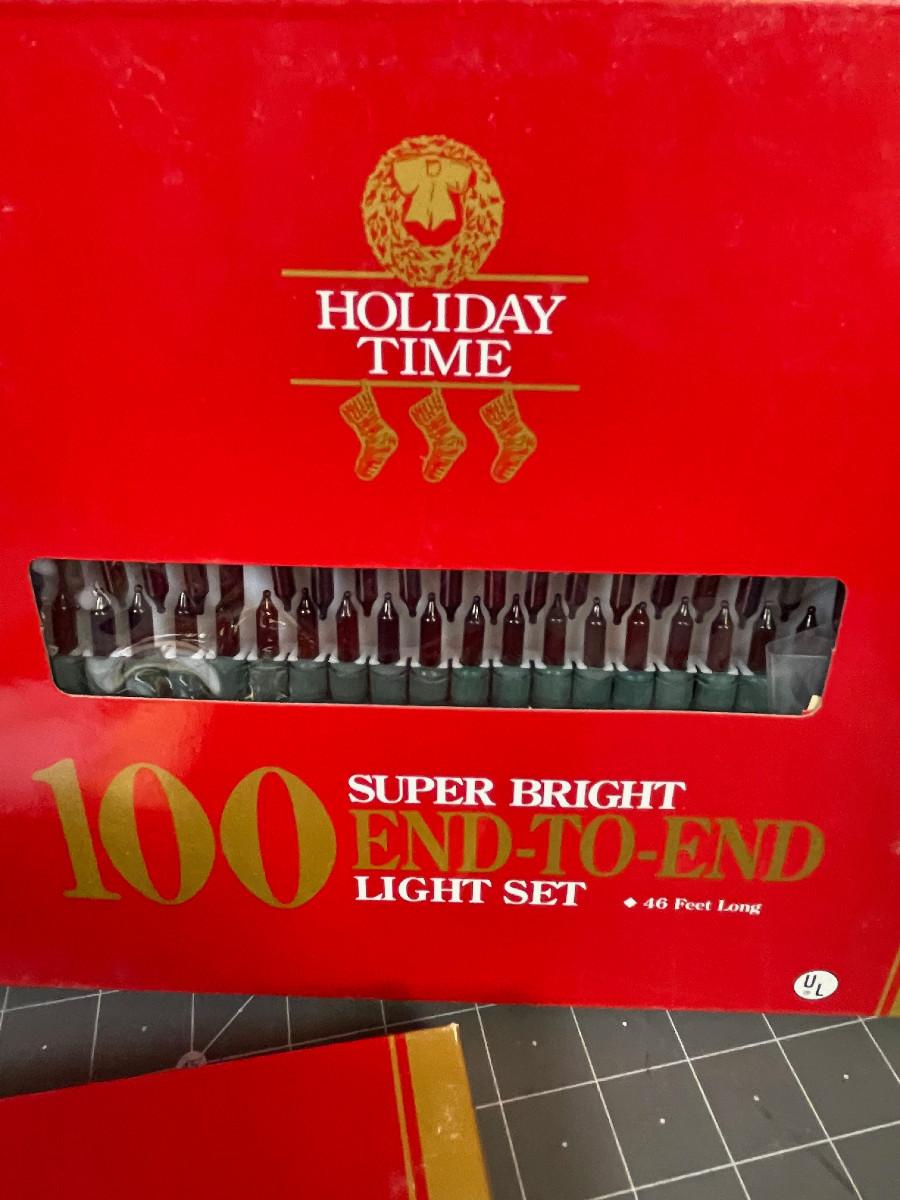 HOLIDAY
TIME
100
SUPER BRIGHT
END-TO-END
LIGHT SET
◆ 46 Feet Long
UL